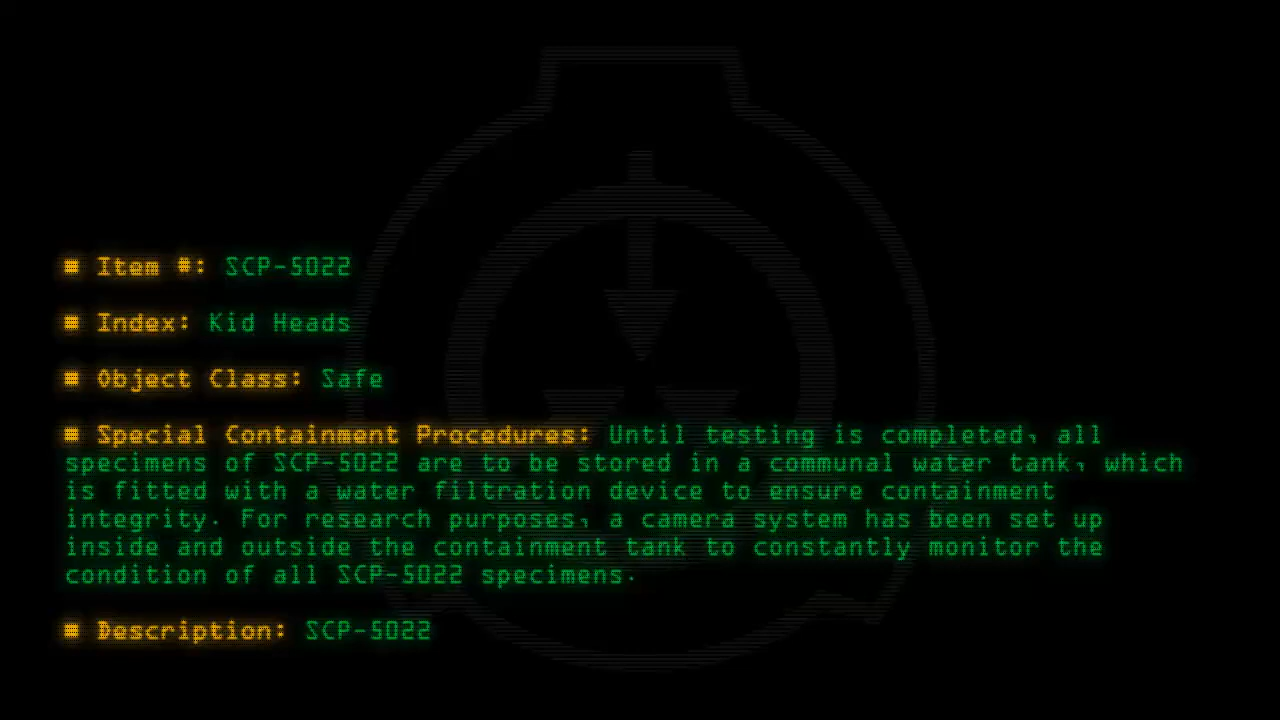 ■ Item #: SCP-5022
■ Index: Kid Heads
■ Object Class: Safe
■ Special Containment Procedures: Until testing is completed, all
specimens of SCP-5022 are to be stored in a communal water tank, which
is fitted with a water filtration device to ensure containment
integrity. For research purposes, a camera system has been set up
inside and outside the containment tank to constantly monitor the
condition of all SCP-5022 specimens.
■ Description: SCP-5022